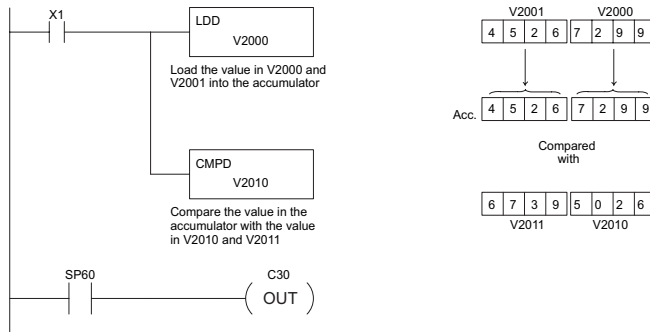 X1
LDD
V2000
Load the value in V2000 and
V2001 into the accumulator
CMPD
V2010
Compare the value in the
accumulator with the value
in V2010 and V2011
SP60
C30
OUT
V2001 V2000
4 5 2 6 7 2 9 9
Acc. 4 5 2 6 7 2 9 9
Compared
with
6 7 3 9 5 0 2 6
V2011 V2010